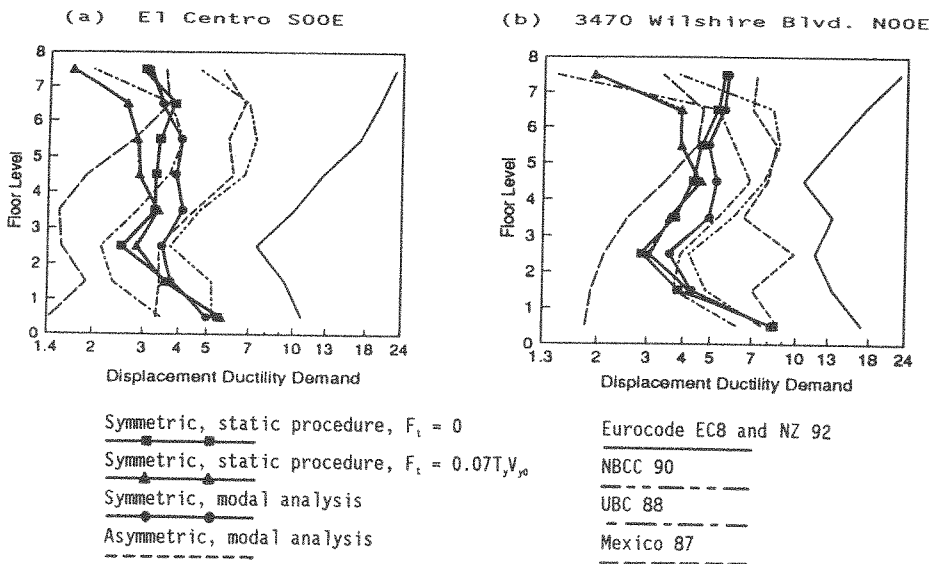 (a) El Centro S00E
(b) 3470 Wilshire Blvd. N00E
8
7
6
5
4
3
2
1
0
Floor Level
1.4 2 3 4 5 7 10 13 18 24
Displacement Ductility Demand
8
7
6
5
4
3
2
1
0
Floor Level
1.3 2 3 4 5 7 10 13 18 24
Displacement Ductility Demand
Symmetric, static procedure, Fₜ = 0
Symmetric, static procedure, Fₜ = 0.07TᵧVᵧ₀
Symmetric, modal analysis
Asymmetric, modal analysis
Eurocode EC8 and NZ 92
NBCC 90
UBC 88
Mexico 87